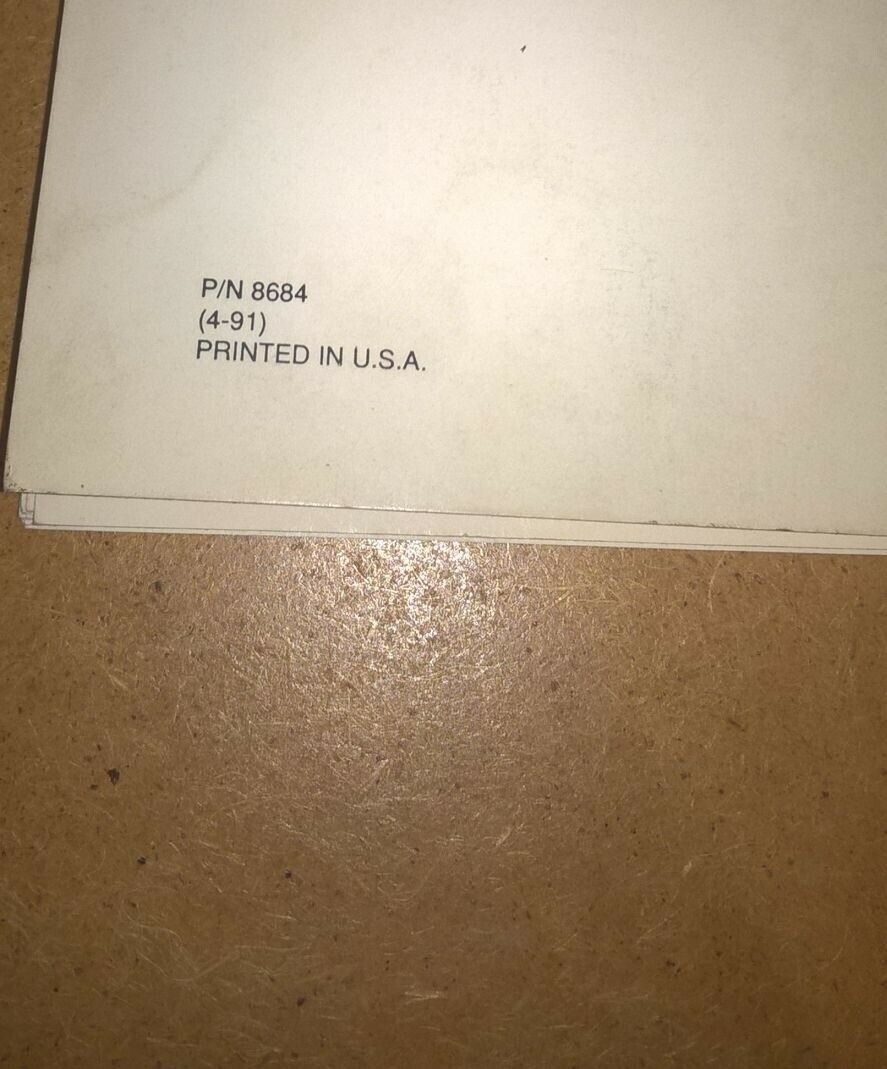 P/N 8684
(4-91)
PRINTED IN U.S.A.